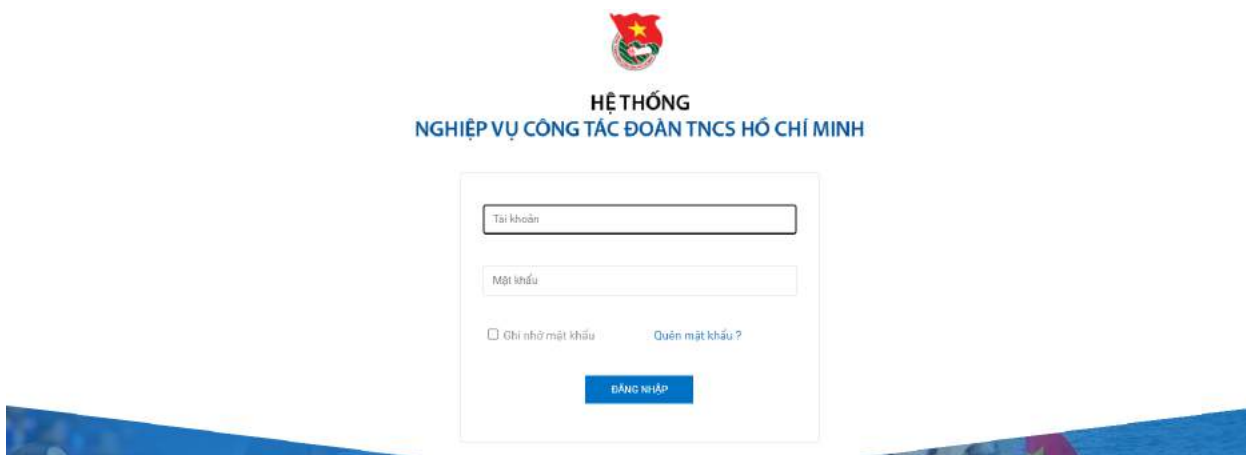 HỆ THỐNG
NGHIỆP VỤ CÔNG TÁC ĐOÀN TNCS HỒ CHÍ MINH
Tài khoản
Mật khẩu
Ghi nhớ mật khẩu
Quên mật khẩu ?
ĐĂNG NHẬP